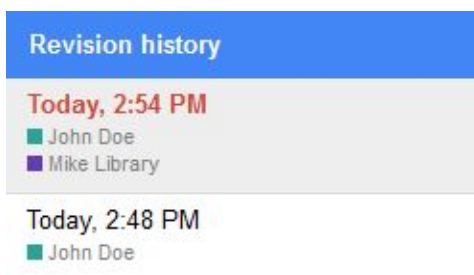 Revision history
Today, 2:54 PM
John Doe
Mike Library
Today, 2:48 PM
John Doe